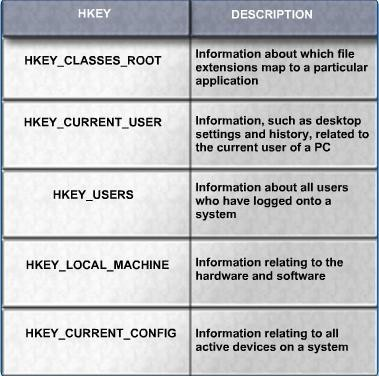 HKEY DESCRIPTION
HKEY_CLASSES_ROOT
Information about which file
extensions map to a particular
application
HKEY_CURRENT_USER
Information, such as desktop
settings and history, related to
the current user of a PC
HKEY_USERS
Information about all users
who have logged onto a
system
HKEY_LOCAL_MACHINE
Information relating to the
hardware and software
HKEY_CURRENT_CONFIG
Information relating to all
active devices on a system